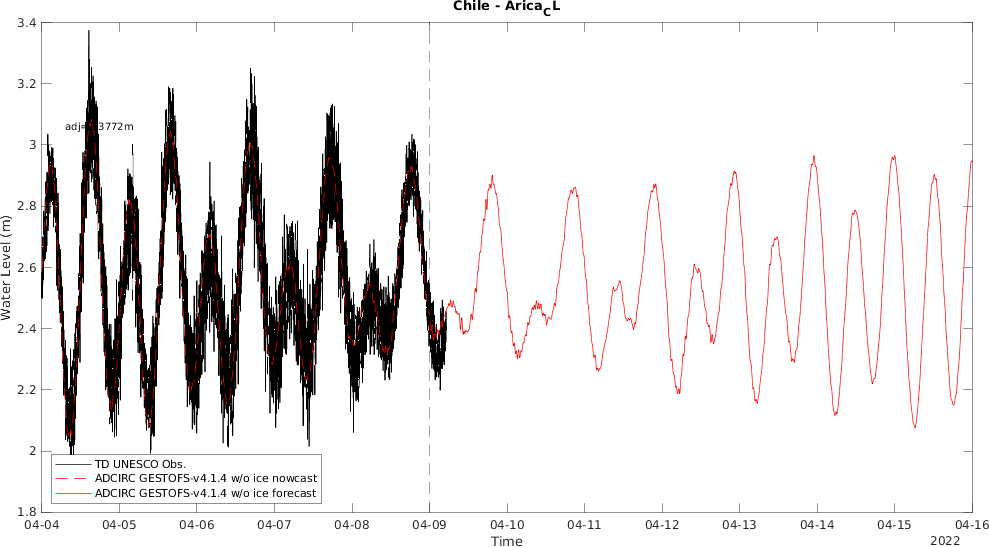 Chile - Arica_CL
3.4
3.2
3
2.8
2.6
2.4
2.2
2
1.8
Water Level (m)
3772m
TD UNESCO Obs.
ADCIRC GESTOFS-v4.1.4 w/o ice nowcast
ADCIRC GESTOFS-v4.1.4 w/o ice forecast
04-04 04-05 04-06 04-07 04-08 04-09 04-10 04-11 04-12 04-13 04-14 04-15 04-16
Time
2022